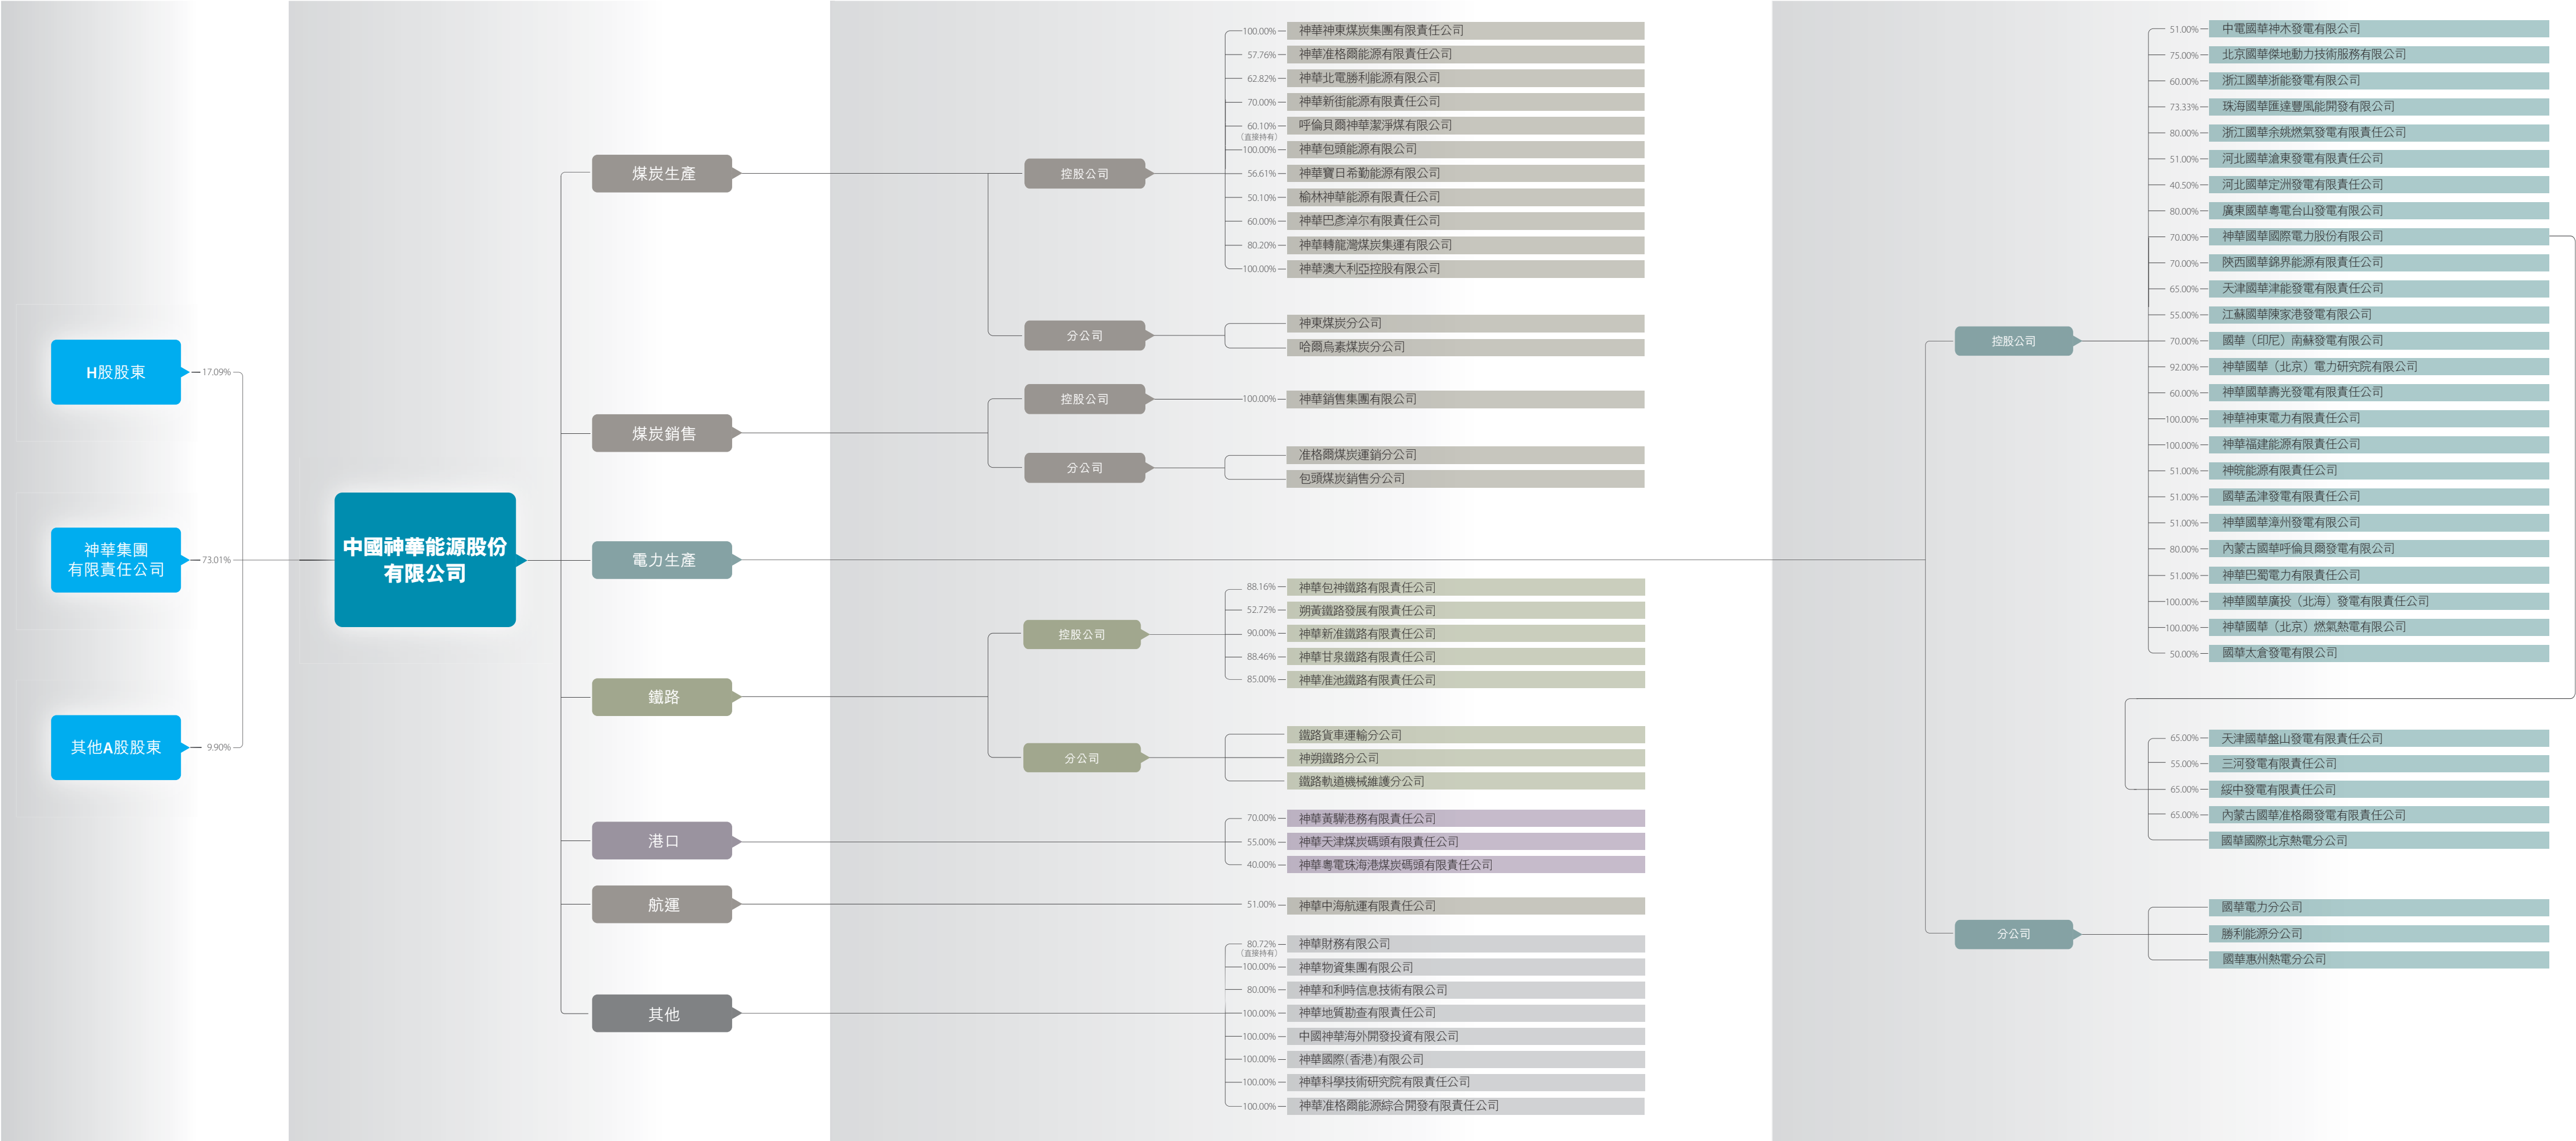 H股股東
17.09%
神華集團
有限責任公司
73.01%
其他A股股東
9.90%
中國神華能源股份
有限公司
煤炭生產
控股公司
100.00%
神華神東煤炭集團有限責任公司
57.76%
神華准格爾能源有限責任公司
62.82%
神華北電勝利能源有限公司
70.00%
神華新街能源有限責任公司
60.10%
(直接持有)
呼倫貝爾神華潔淨煤有限公司
100.00%
神華包頭能源有限公司
56.61%
神華寶日希勤能源有限公司
50.10%
榆林神華能源有限責任公司
60.00%
神華巴彥淖尔有限責任公司
80.20%
神華轉龍灣煤炭集運有限公司
100.00%
神華澳大利亞控股有限公司
分公司
神東煤炭分公司
哈爾烏素煤炭分公司
煤炭銷售
控股公司
100.00%
神華銷售集團有限公司
分公司
准格爾煤炭運銷分公司
包頭煤炭銷售分公司
電力生產
鐵路
控股公司
88.16%
神華包神鐵路有限責任公司
52.72%
朔黃鐵路發展有限責任公司
90.00%
神華新准鐵路有限責任公司
88.46%
神華甘泉鐵路有限責任公司
85.00%
神華准池鐵路有限責任公司
分公司
鐵路貨車運輸分公司
神朔鐵路分公司
鐵路軌道機械維護分公司
港口
70.00%
神華黃驊港務有限責任公司
55.00%
神華天津煤炭碼頭有限責任公司
40.00%
神華粵電珠海港煤炭碼頭有限責任公司
航運
51.00%
神華中海航運有限責任公司
其他
80.72%
(直接持有)
神華財務有限公司
100.00%
神華物資集團有限公司
80.00%
神華和利時信息技術有限公司
100.00%
神華地質勘查有限責任公司
100.00%
中國神華海外開發投資有限公司
100.00%
神華國際(香港)有限公司
100.00%
神華科學技術研究院有限責任公司
100.00%
神華准格爾能源綜合開發有限責任公司
控股公司
51.00%
中電國華神木發電有限公司
75.00%
北京國華傑地動力技術服務有限公司
60.00%
浙江國華浙能發電有限公司
73.33%
珠海國華匯達豐風能開發有限公司
80.00%
浙江國華余姚燃氣發電有限責任公司
51.00%
河北國華滄東發電有限責任公司
40.50%
河北國華定洲發電有限責任公司
80.00%
廣東國華粵電台山發電有限公司
70.00%
神華國華國際電力股份有限公司
70.00%
陝西國華錦界能源有限責任公司
65.00%
天津國華津能發電有限責任公司
55.00%
江蘇國華陳家港發電有限公司
70.00%
國華（印尼）南蘇發電有限公司
92.00%
神華國華（北京）電力研究院有限公司
60.00%
神華國華壽光發電有限責任公司
100.00%
神華神東電力有限責任公司
100.00%
神華福建能源有限責任公司
51.00%
神皖能源有限責任公司
51.00%
國華孟津發電有限責任公司
51.00%
神華國華漳州發電有限公司
80.00%
內蒙古國華呼倫貝爾發電有限公司
51.00%
神華巴蜀電力有限責任公司
100.00%
神華國華廣投（北海）發電有限責任公司
100.00%
神華國華（北京）燃氣熱電有限公司
50.00%
國華太倉發電有限公司
65.00%
天津國華盤山發電有限責任公司
55.00%
三河發電有限責任公司
65.00%
綏中發電有限責任公司
65.00%
內蒙古國華准格爾發電有限責任公司
國華國際北京熱電分公司
分公司
國華電力分公司
勝利能源分公司
國華惠州熱電分公司